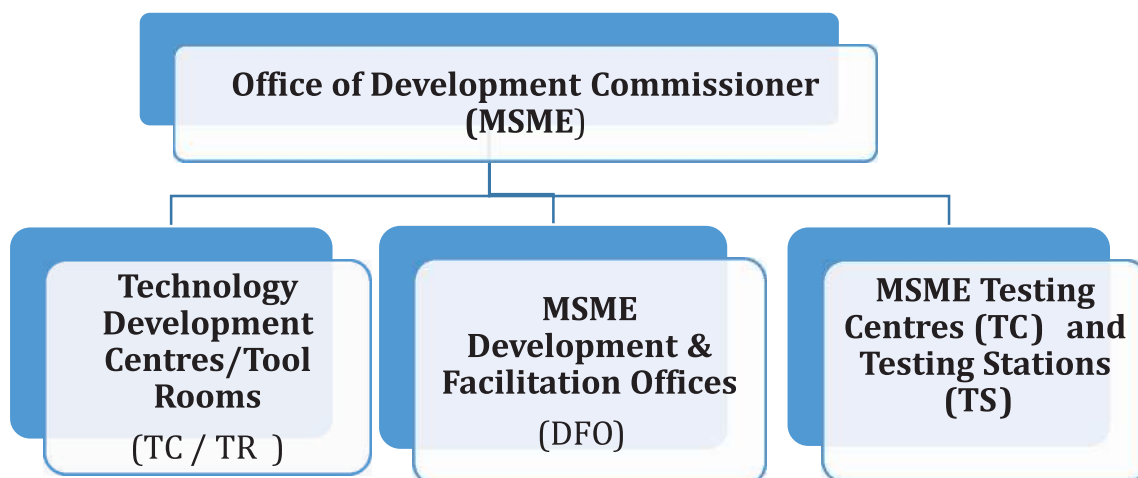 Office of Development Commissioner
(MSME)
Technology
Development
Centres/Tool
Rooms
(TC / TR )
MSME
Development &
Facilitation Offices
(DFO)
MSME Testing
Centres (TC) and
Testing Stations
(TS)